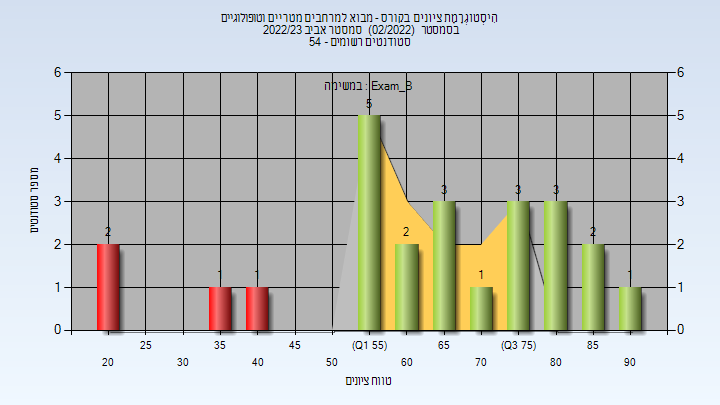 הִיסְטוֹגְרָמַת ציונים בקורס - מבוא למרחבים מטריים וטופולוגיים
בסמסטר (02/2022) סמסטר אביב 2022/23
סטודנטים רשומים - 54
במשימה : Exam_B
מספר סטודנטים
6 5 4 3 2 1 0
6 5 4 3 2 1 0
2 1 1 5 2 3 1 3 3 2 1
25 35 45 (Q1 55) 65 (Q3 75) 85
20 30 40 50 60 70 80 90
טווח ציונים